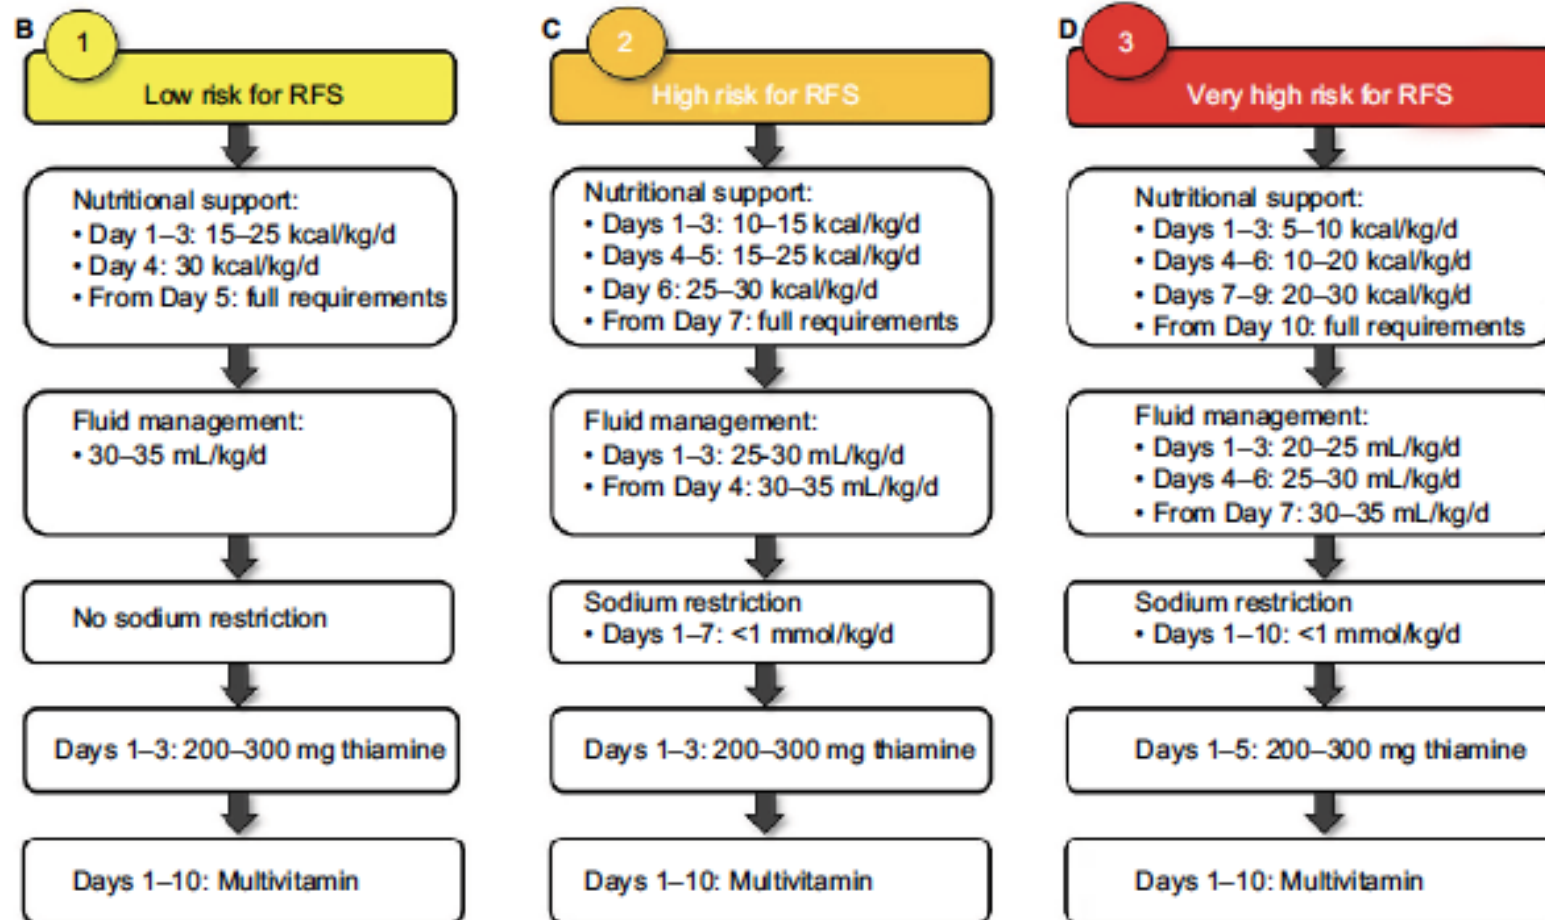 B
1
Low risk for RFS
Nutritional support:
• Day 1–3: 15–25 kcal/kg/d
• Day 4: 30 kcal/kg/d
• From Day 5: full requirements
Fluid management:
• 30–35 mL/kg/d
No sodium restriction
Days 1–3: 200–300 mg thiamine
Days 1–10: Multivitamin
C
2
High risk for RFS
Nutritional support:
• Days 1–3: 10–15 kcal/kg/d
• Days 4–5: 15–25 kcal/kg/d
• Day 6: 25–30 kcal/kg/d
• From Day 7: full requirements
Fluid management:
• Days 1–3: 25-30 mL/kg/d
• From Day 4: 30–35 mL/kg/d
Sodium restriction
• Days 1–7: <1 mmol/kg/d
Days 1–3: 200–300 mg thiamine
Days 1–10: Multivitamin
D
3
Very high risk for RFS
Nutritional support:
• Days 1–3: 5–10 kcal/kg/d
• Days 4–6: 10–20 kcal/kg/d
• Days 7–9: 20–30 kcal/kg/d
• From Day 10: full requirements
Fluid management:
• Days 1–3: 20–25 mL/kg/d
• Days 4–6: 25–30 mL/kg/d
• From Day 7: 30–35 mL/kg/d
Sodium restriction
• Days 1–10: <1 mmol/kg/d
Days 1–5: 200–300 mg thiamine
Days 1–10: Multivitamin